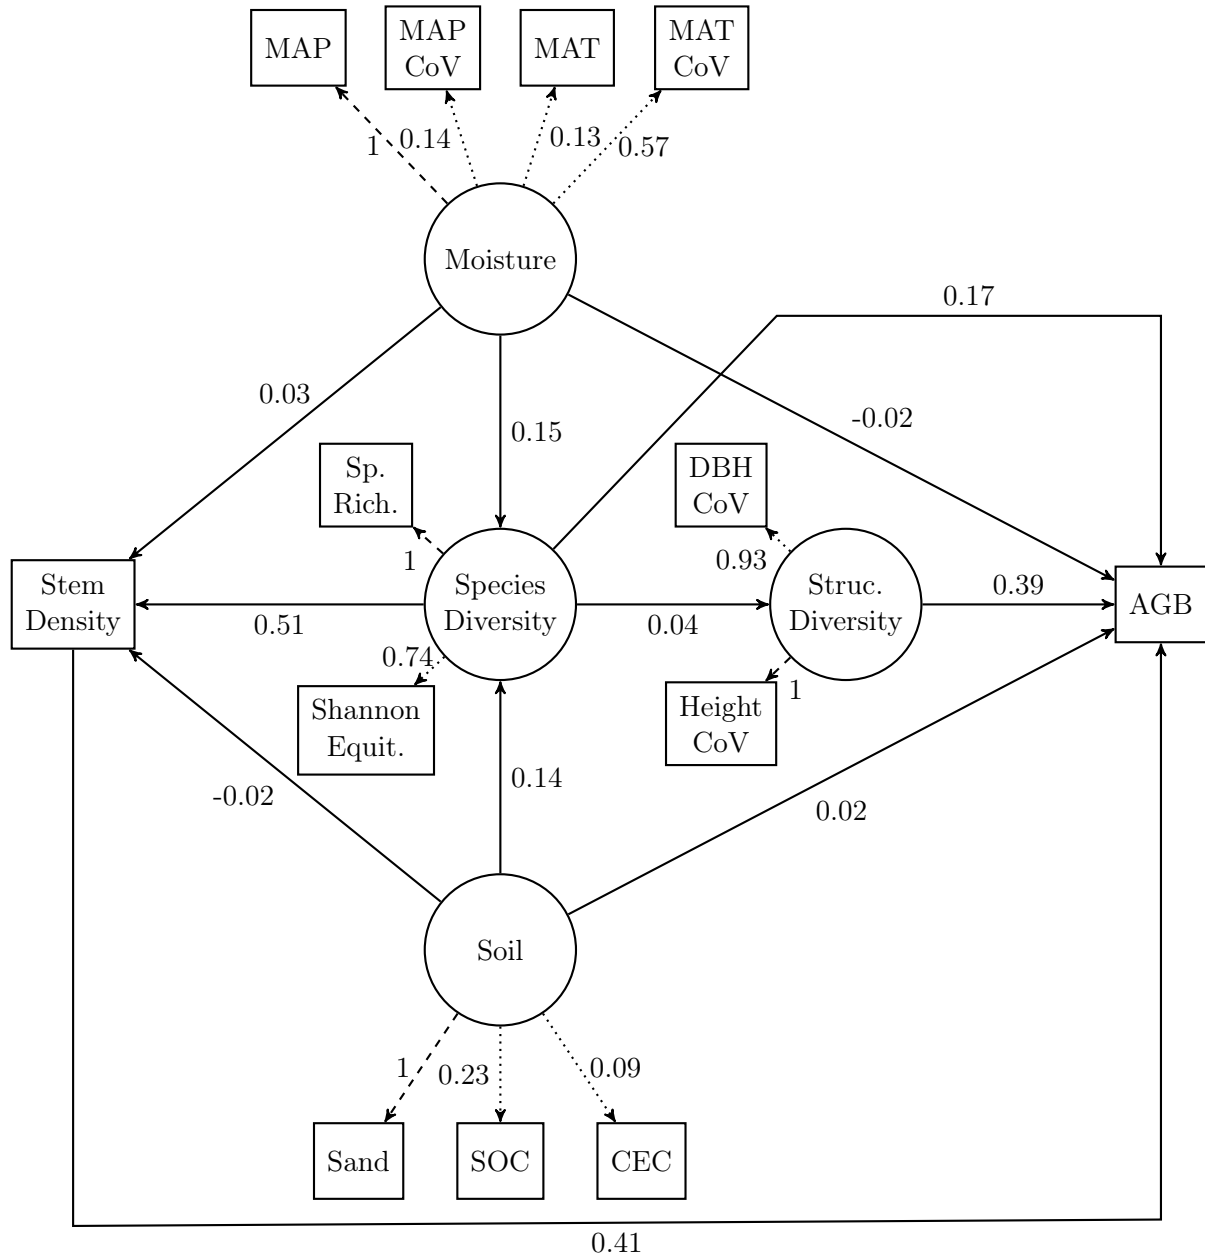 MAP
MAP
CoV
MAT
MAT
CoV
1
0.14
0.13
0.57
Moisture
0.17
0.03
0.15
-0.02
Sp.
Rich.
DBH
CoV
1
0.93
Stem
Density
Species
Diversity
Struc.
Diversity
AGB
0.51
0.04
0.39
0.74
1
Shannon
Equit.
Height
CoV
-0.02
0.14
0.02
Soil
1
0.23
0.09
Sand
SOC
CEC
0.41